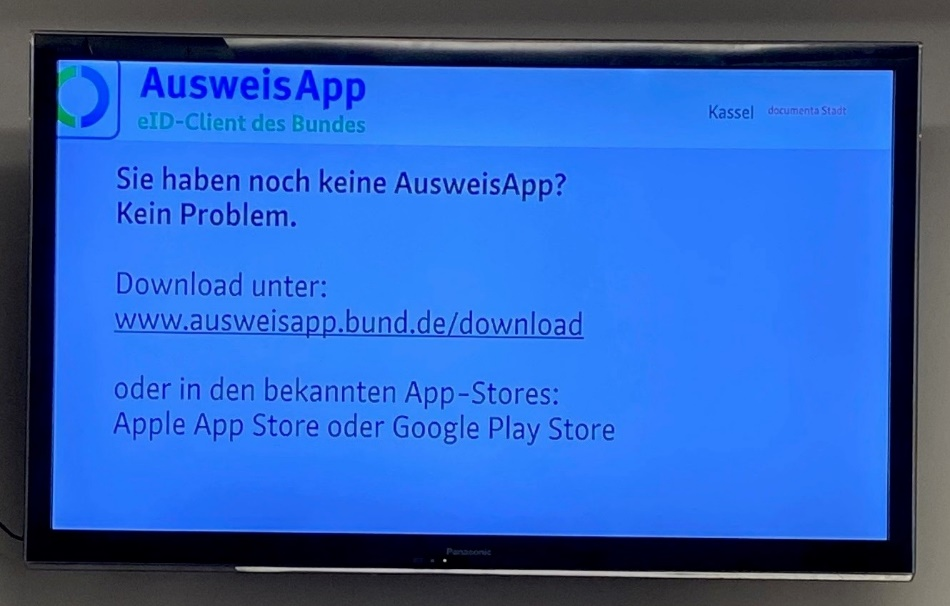 AusweisApp
eID-Client des Bundes
Kassel documenta Stadt
Sie haben noch keine AusweisApp?
Kein Problem.
Download unter:
www.ausweisapp.bund.de/download
oder in den bekannten App-Stores:
Apple App Store oder Google Play Store
Panasonic